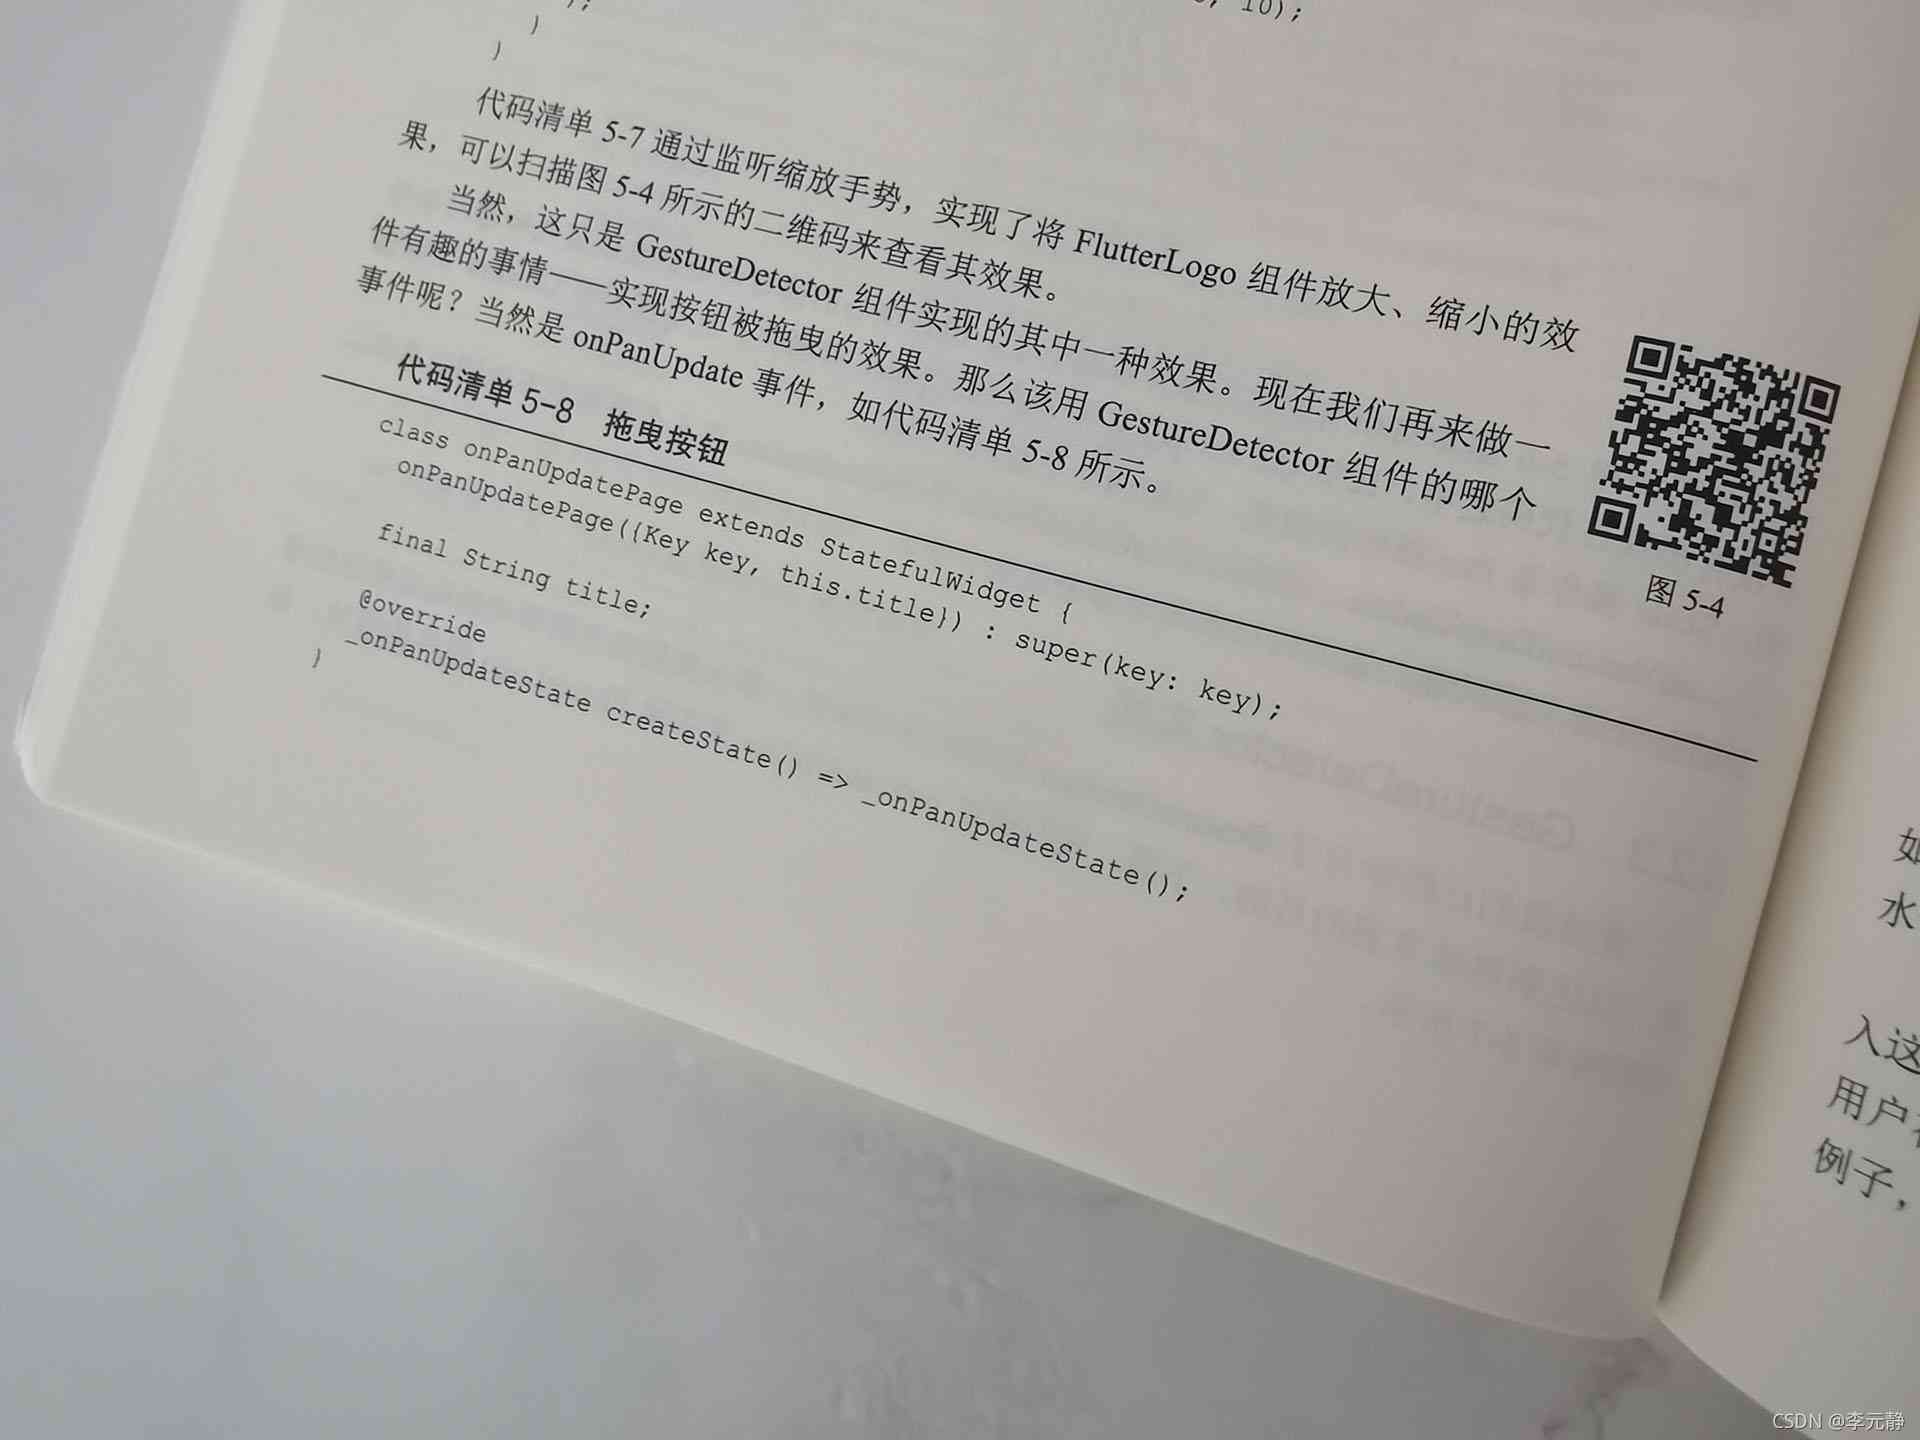 10);
);
)
)
代码清单 5-7 通过监听缩放手势，实现了将 FlutterLogo 组件放大、缩小的效
果，可以扫描图 5-4 所示的二维码来查看其效果。
当然，这只是 GestureDetector 组件实现的其中一种效果。现在我们再来做一
件有趣的事情——实现按钮被拖曳的效果。那么该用 GestureDetector 组件的哪个
事件呢？当然是 onPanUpdate 事件，如代码清单 5-8 所示。
图 5-4
代码清单 5-8 拖曳按钮
class onPanUpdatePage extends StatefulWidget {
onPanUpdatePage({Key key, this.title}) : super(key: key);
final String title;
@override
_onPanUpdateState createState() => _onPanUpdateState();
}
如
水
入这
用户
例子，
CSDN @李元静